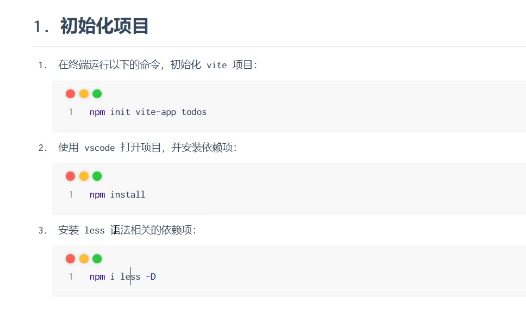 1. 初始化项目
1. 在终端运行以下的命令，初始化 vite 项目：
1 npm init vite-app todos
2. 使用 vscode 打开项目，并安装依赖项：
1 npm install
3. 安装 less 语法相关的依赖项：
1 npm i less -D